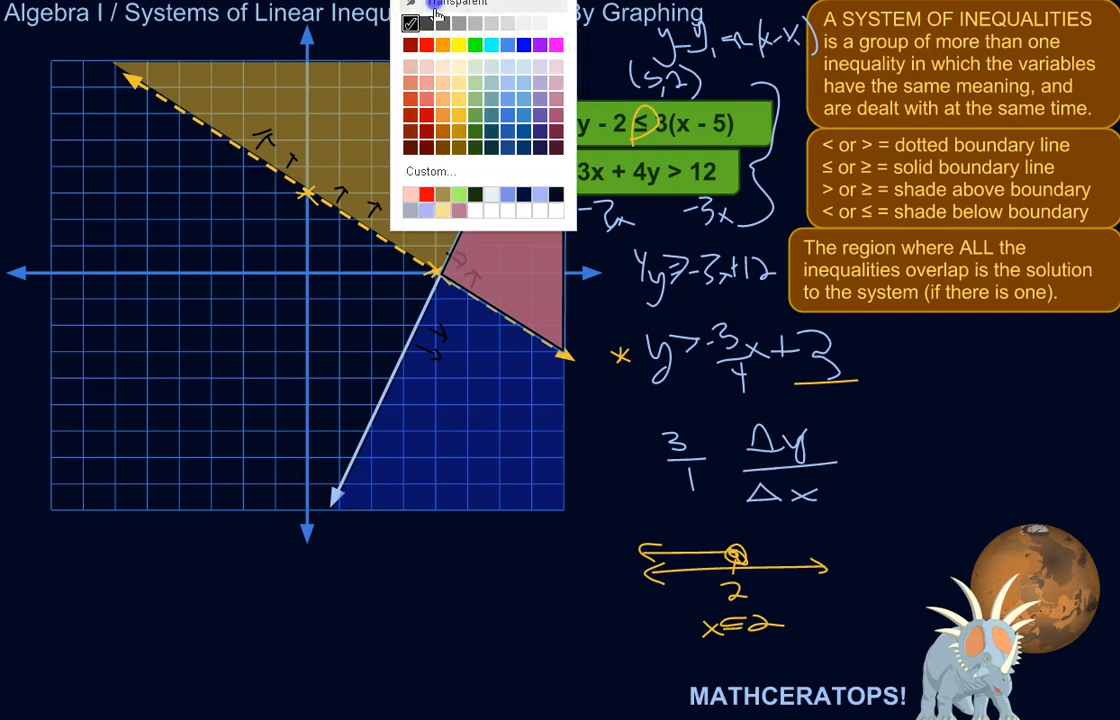 Algebra I / Systems of Linear Inequ By Graphing
Transparent
Custom...
y - y₁ = m(x - x₁)
(5,2)
y - 2 ≤ 3(x - 5)
3x + 4y > 12
-3x -3x
4y > -3x + 12
* y > -3/4 x + 3
3/1 Δy/Δx
2
x ≤ 2
A SYSTEM OF INEQUALITIES
is a group of more than one
inequality in which the variables
have the same meaning, and
are dealt with at the same time.
< or > = dotted boundary line
≤ or ≥ = solid boundary line
> or ≥ = shade above boundary
< or ≤ = shade below boundary
The region where ALL the
inequalities overlap is the solution
to the system (if there is one).
MATHCERATOPS!